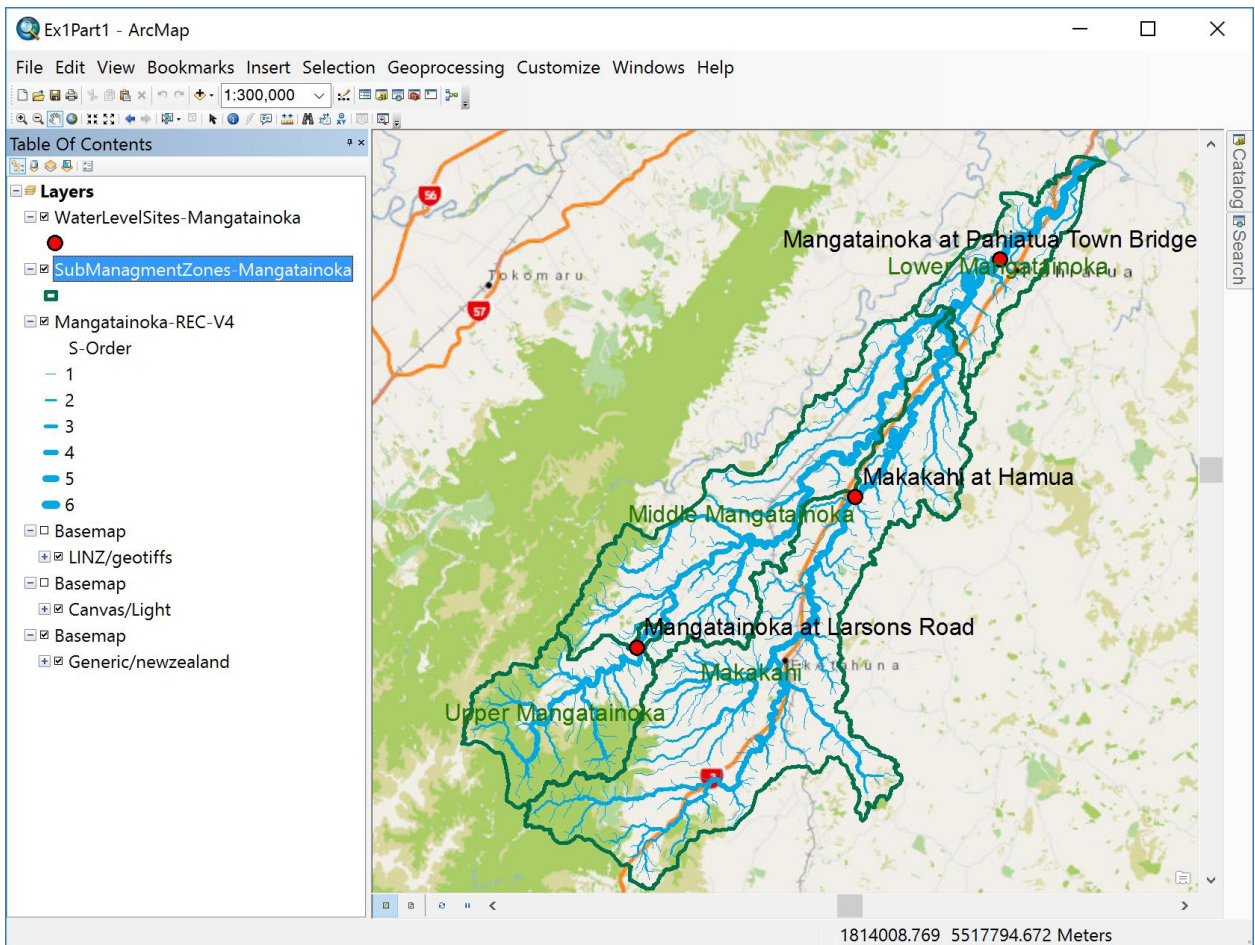 Ex1Part1 - ArcMap
File Edit View Bookmarks Insert Selection Geoprocessing Customize Windows Help
1:300,000
Table Of Contents
Layers
WaterLevelSites-Mangatainoka
SubManagmentZones-Mangatainoka
Mangatainoka-REC-V4
S-Order
1
2
3
4
5
6
Basemap
LINZ/geotiffs
Basemap
Canvas/Light
Basemap
Generic/newzealand
56
Tokomaru
57
Mangatainoka at Pahiatua Town Bridge
Lower Mangatainoka
Makakahi at Hamua
Middle Mangatainoka
Mangatainoka at Larsons Road
Makakahi
Eketahuna
Upper Mangatainoka
Catalog
Search
1814008.769 5517794.672 Meters